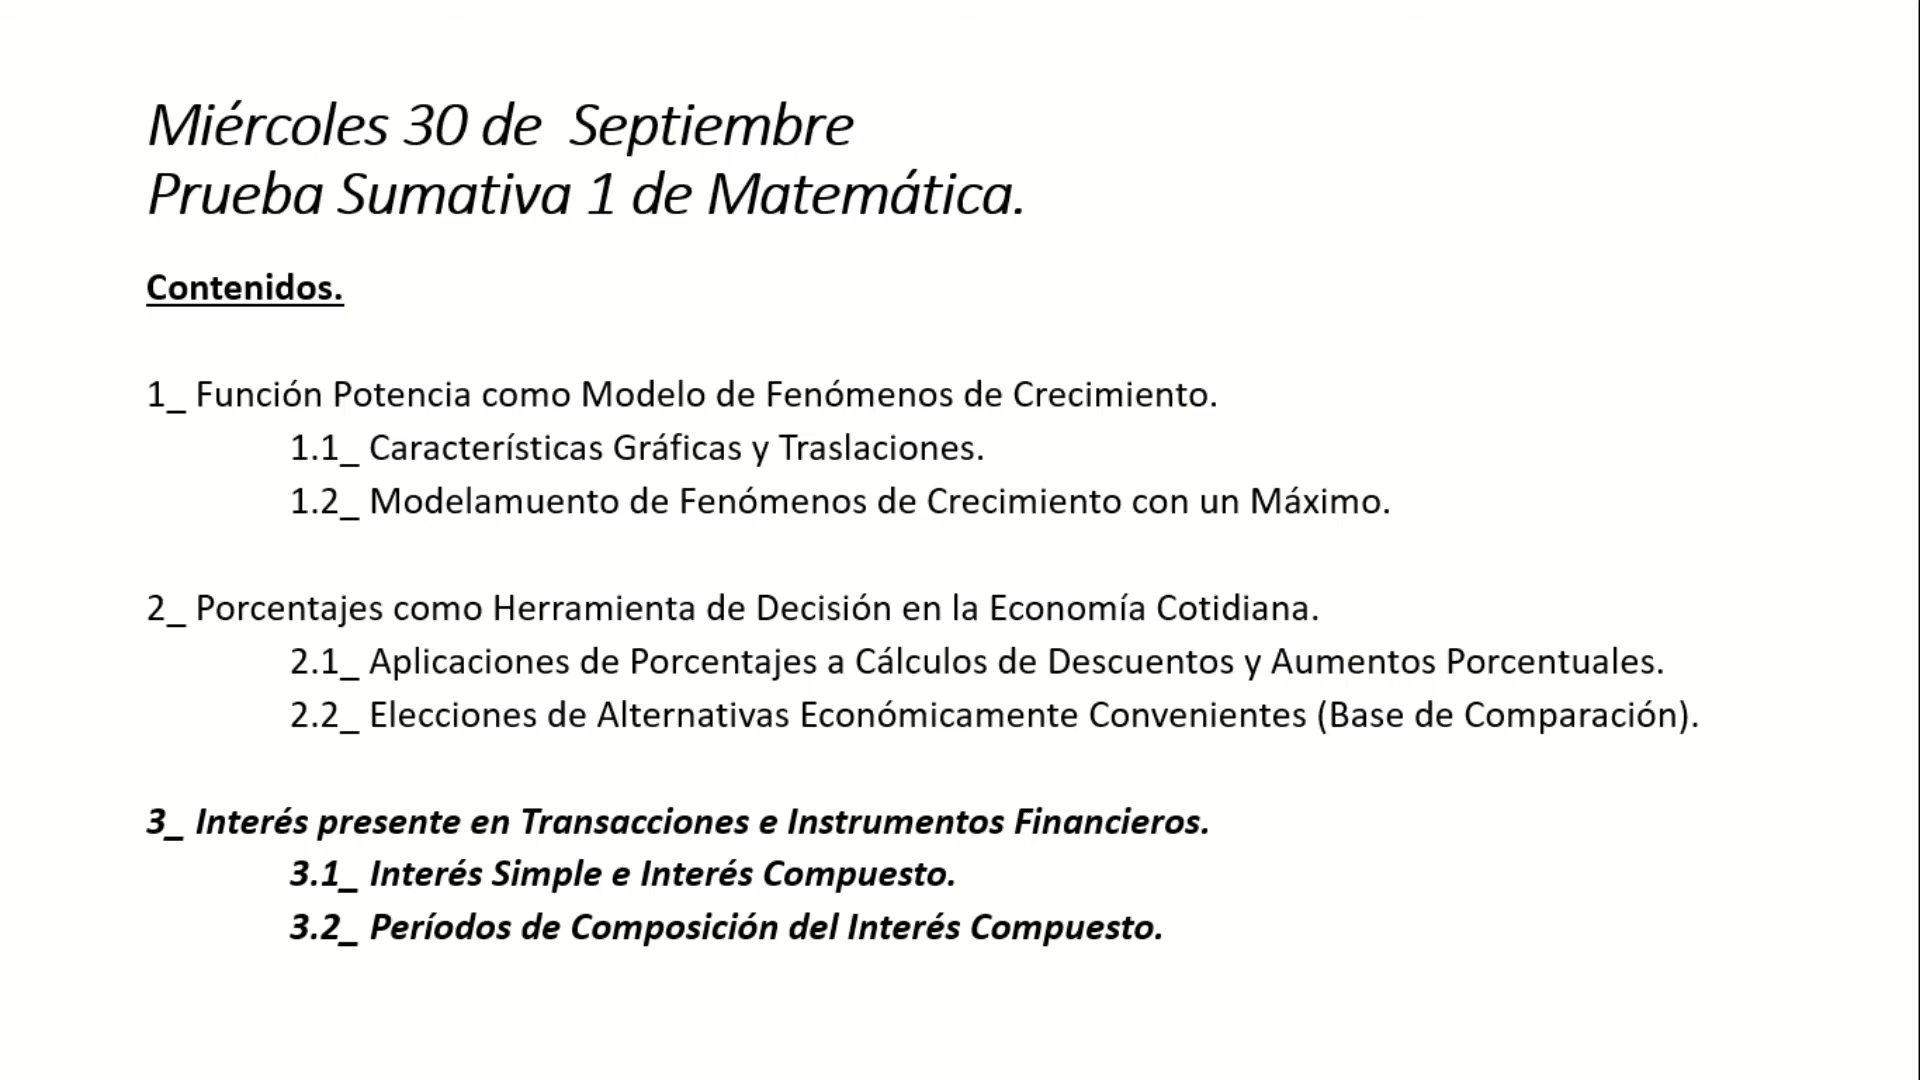 Miércoles 30 de Septiembre
Prueba Sumativa 1 de Matemática.
Contenidos.
1_ Función Potencia como Modelo de Fenómenos de Crecimiento.
1.1_ Características Gráficas y Traslaciones.
1.2_ Modelamuento de Fenómenos de Crecimiento con un Máximo.
2_ Porcentajes como Herramienta de Decisión en la Economía Cotidiana.
2.1_ Aplicaciones de Porcentajes a Cálculos de Descuentos y Aumentos Porcentuales.
2.2_ Elecciones de Alternativas Económicamente Convenientes (Base de Comparación).
3_ Interés presente en Transacciones e Instrumentos Financieros.
3.1_ Interés Simple e Interés Compuesto.
3.2_ Períodos de Composición del Interés Compuesto.